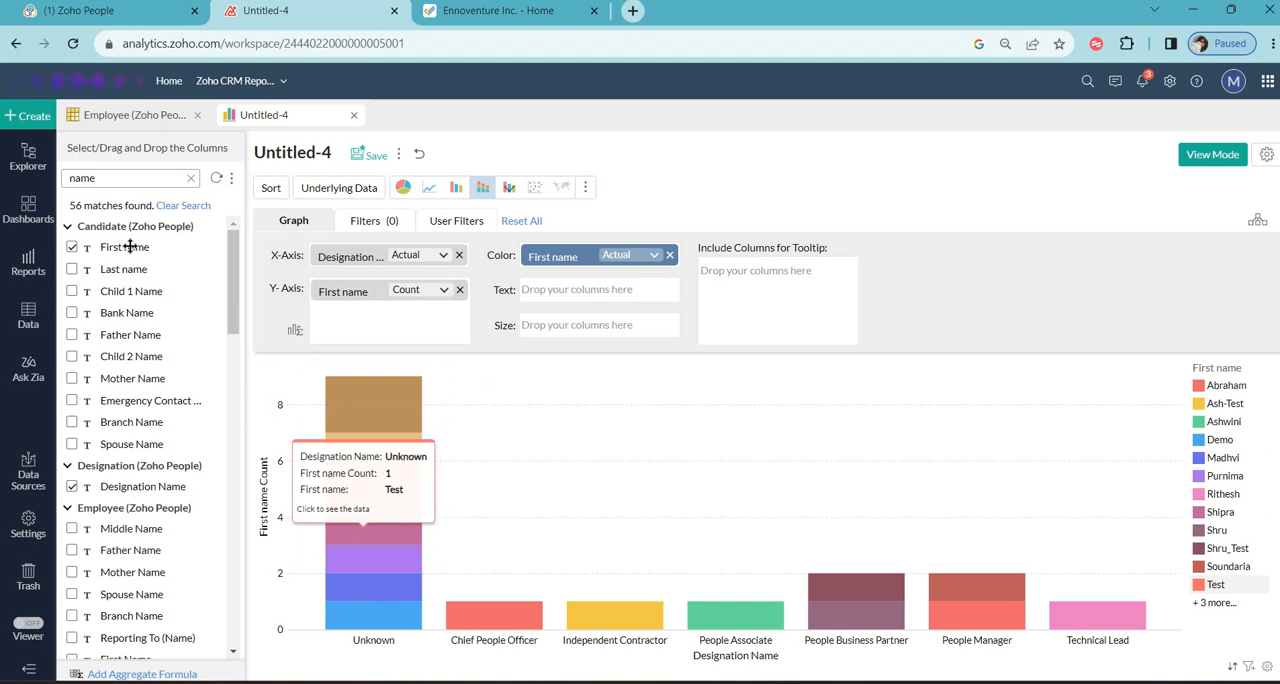 (1) Zoho People
Untitled-4
Ennoventure Inc. - Home
analytics.zoho.com/workspace/2444022000000005001
Paused
Home
Zoho CRM Repo...
3
M
Create
Employee (Zoho Peo...
Untitled-4
Explorer
Dashboards
Reports
Data
Ask Zia
Data
Sources
Settings
Trash
OFF
Viewer
Select/Drag and Drop the Columns
name
56 matches found. Clear Search
Candidate (Zoho People)
T First name
T Last name
T Child 1 Name
T Bank Name
T Father Name
T Child 2 Name
T Mother Name
T Emergency Contact ...
T Branch Name
T Spouse Name
Designation (Zoho People)
T Designation Name
Employee (Zoho People)
T Middle Name
T Father Name
T Mother Name
T Spouse Name
T Branch Name
T Reporting To (Name)
T First Name
Add Aggregate Formula
Untitled-4
Save
View Mode
Sort
Underlying Data
Graph
Filters (0)
User Filters
Reset All
X-Axis: Designation ... Actual
Y- Axis: First name Count
Color: First name Actual
Text: Drop your columns here
Size: Drop your columns here
Include Columns for Tooltip:
Drop your columns here
First name Count
8
6
4
2
0
Designation Name: Unknown
First name Count: 1
First name: Test
Click to see the data
Unknown
Chief People Officer
Independent Contractor
People Associate
People Business Partner
People Manager
Technical Lead
Designation Name
First name
Abraham
Ash-Test
Ashwini
Demo
Madhvi
Purnima
Rithesh
Shipra
Shru
Shru_Test
Soundaria
Test
+ 3 more...